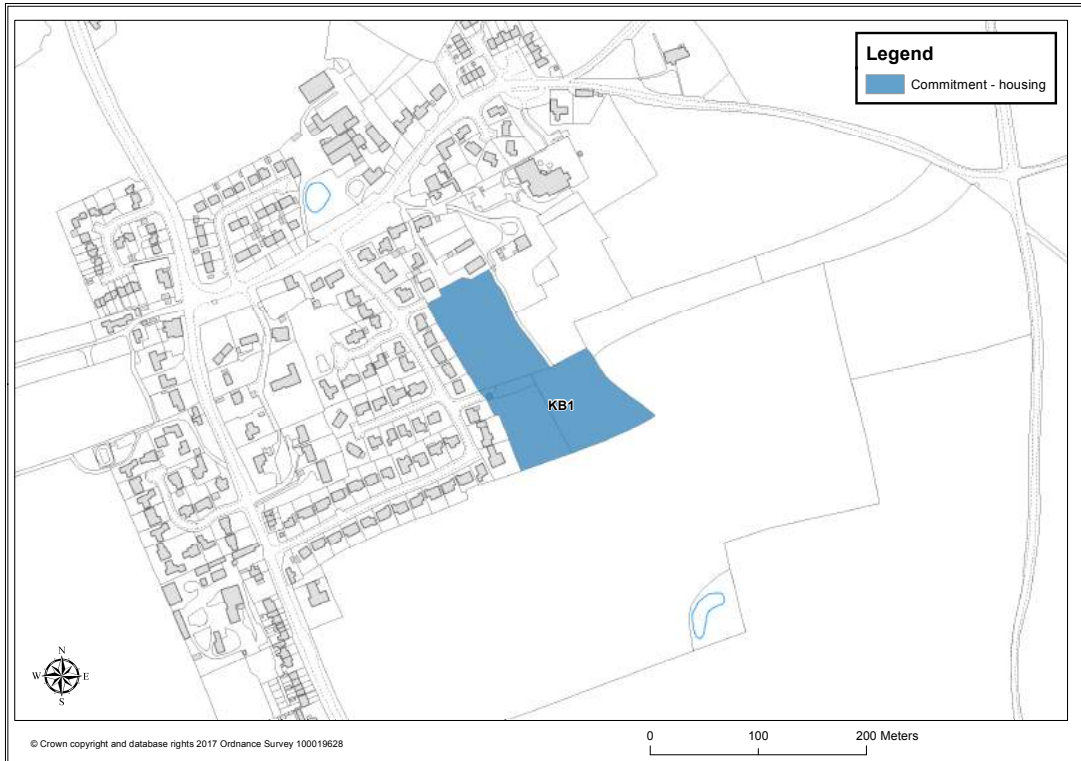 Legend
Commitment - housing
KB1
N
W E
S
© Crown copyright and database rights 2017 Ordnance Survey 100019628
0 100 200 Meters